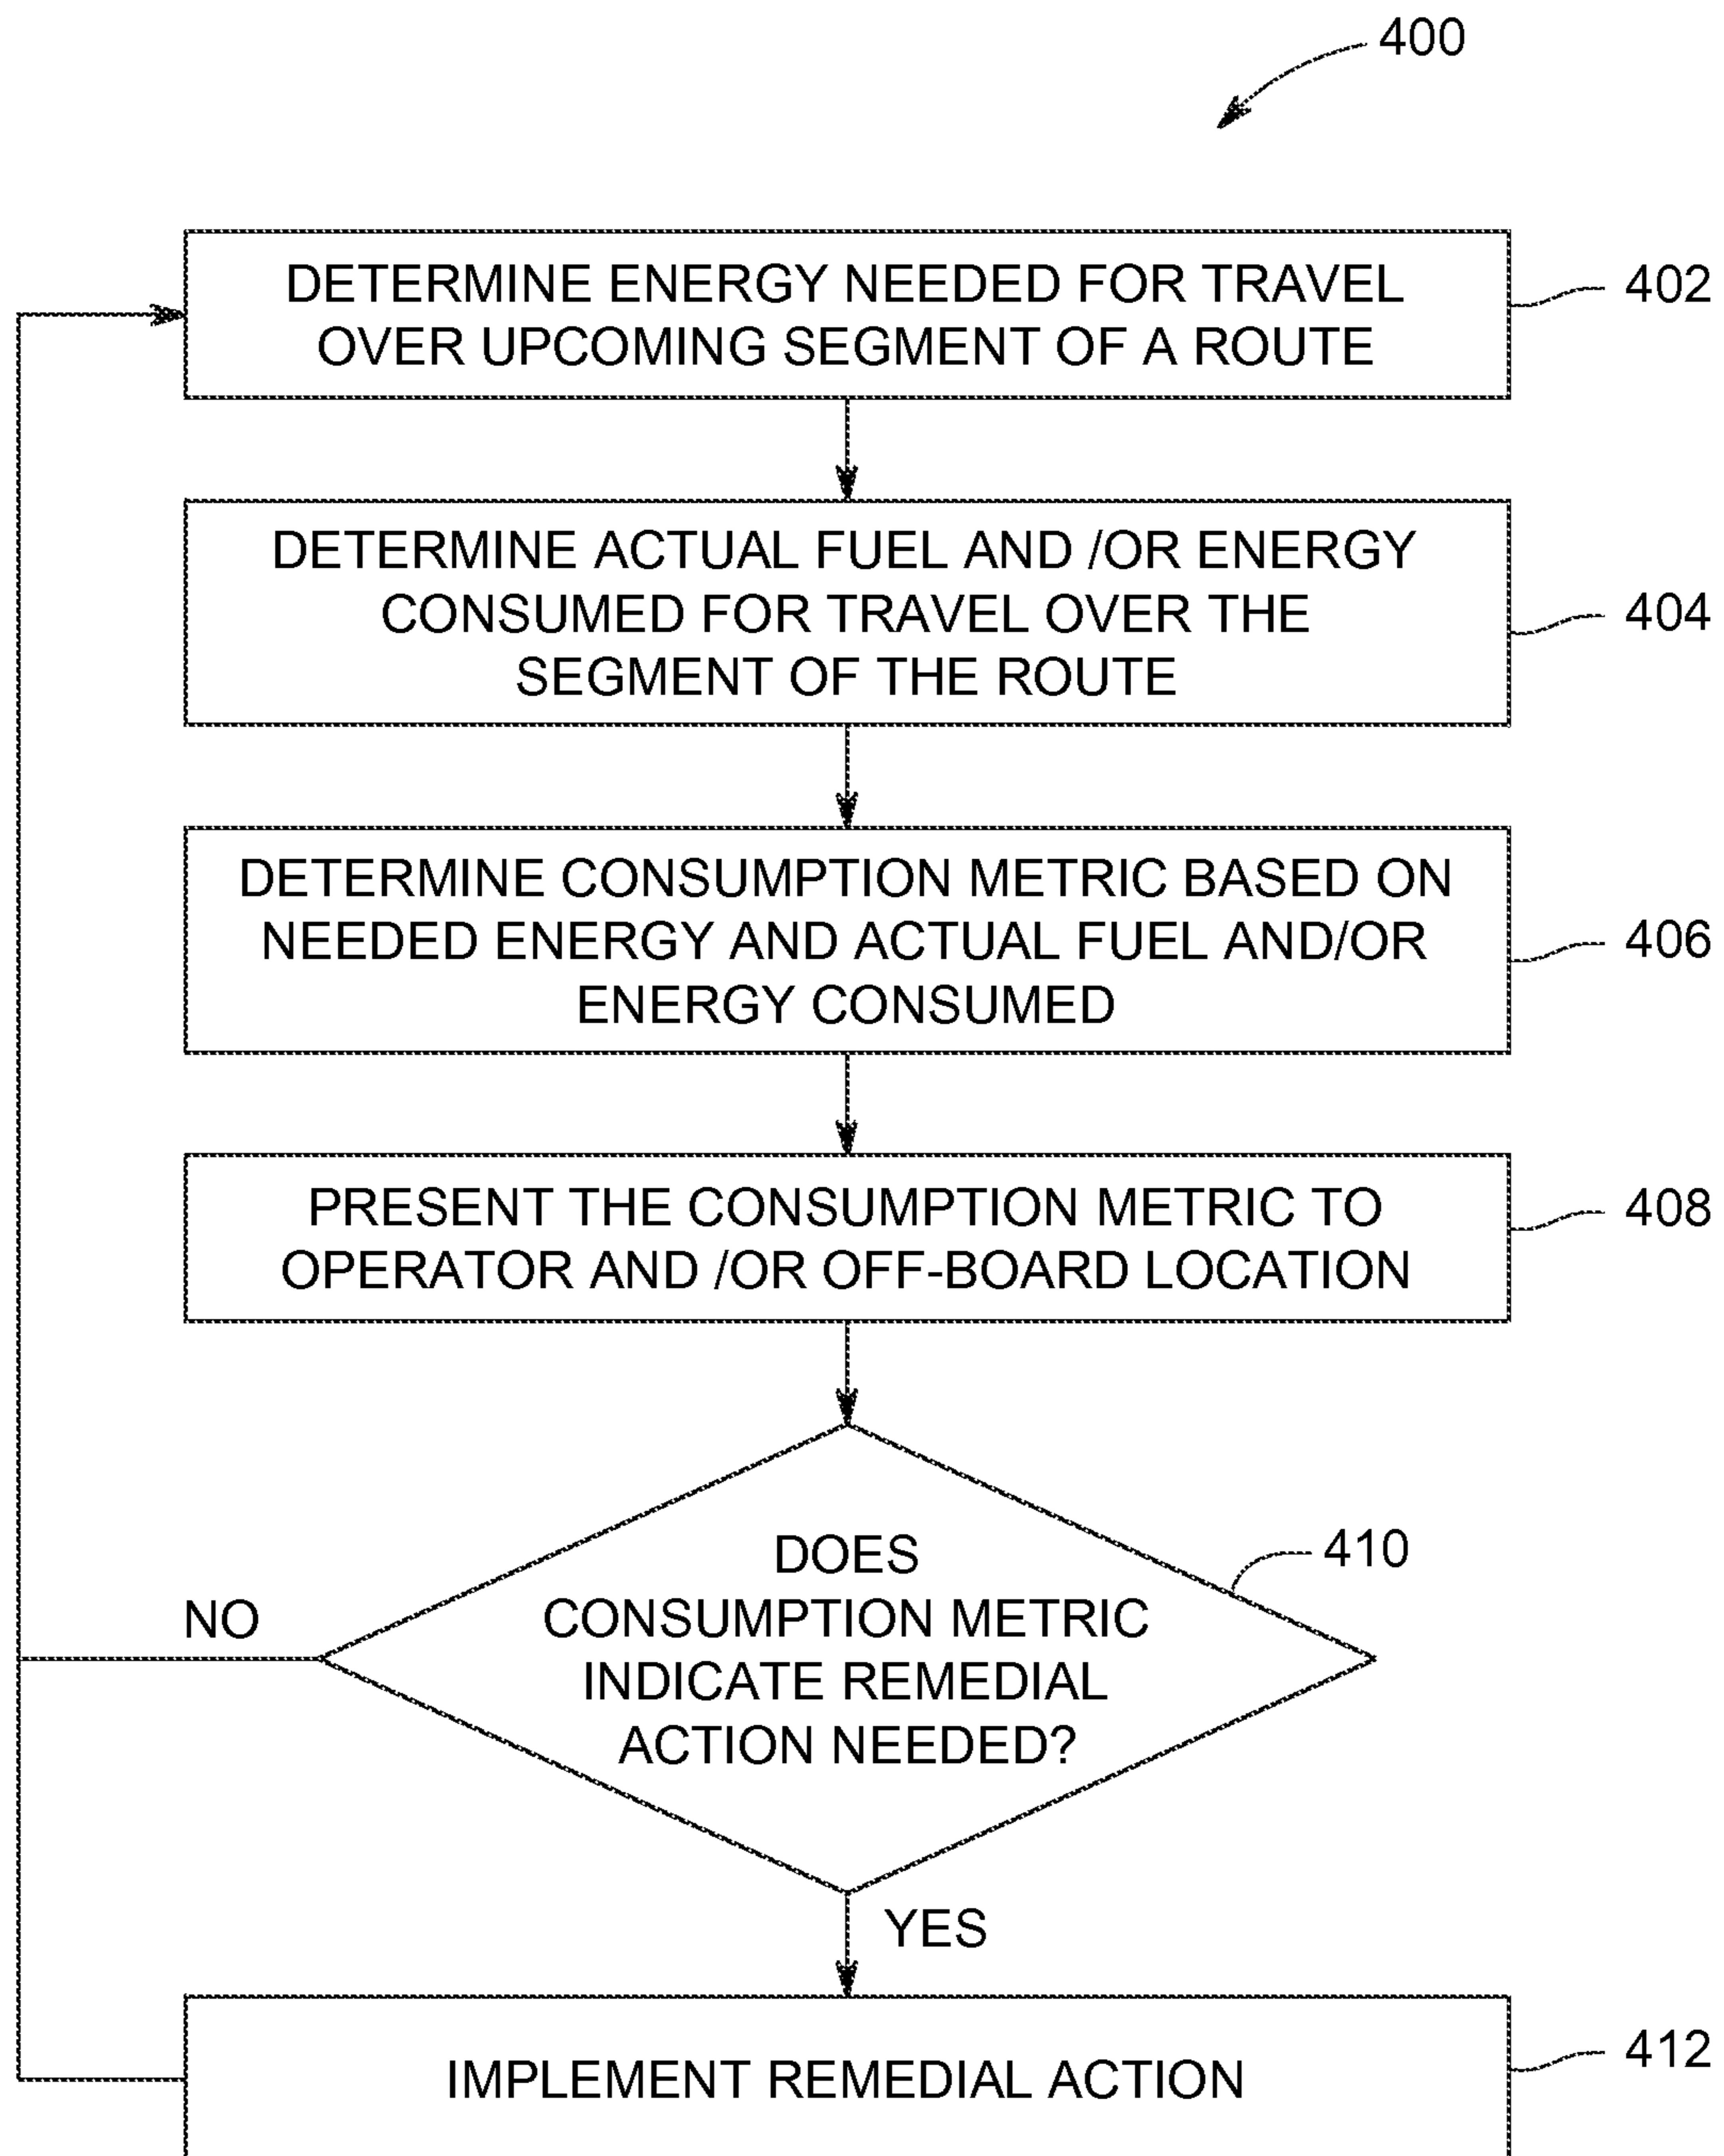 400
DETERMINE ENERGY NEEDED FOR TRAVEL
OVER UPCOMING SEGMENT OF A ROUTE
402
DETERMINE ACTUAL FUEL AND /OR ENERGY
CONSUMED FOR TRAVEL OVER THE
SEGMENT OF THE ROUTE
404
DETERMINE CONSUMPTION METRIC BASED ON
NEEDED ENERGY AND ACTUAL FUEL AND/OR
ENERGY CONSUMED
406
PRESENT THE CONSUMPTION METRIC TO
OPERATOR AND /OR OFF-BOARD LOCATION
408
DOES
CONSUMPTION METRIC
INDICATE REMEDIAL
ACTION NEEDED?
410
NO
YES
IMPLEMENT REMEDIAL ACTION
412